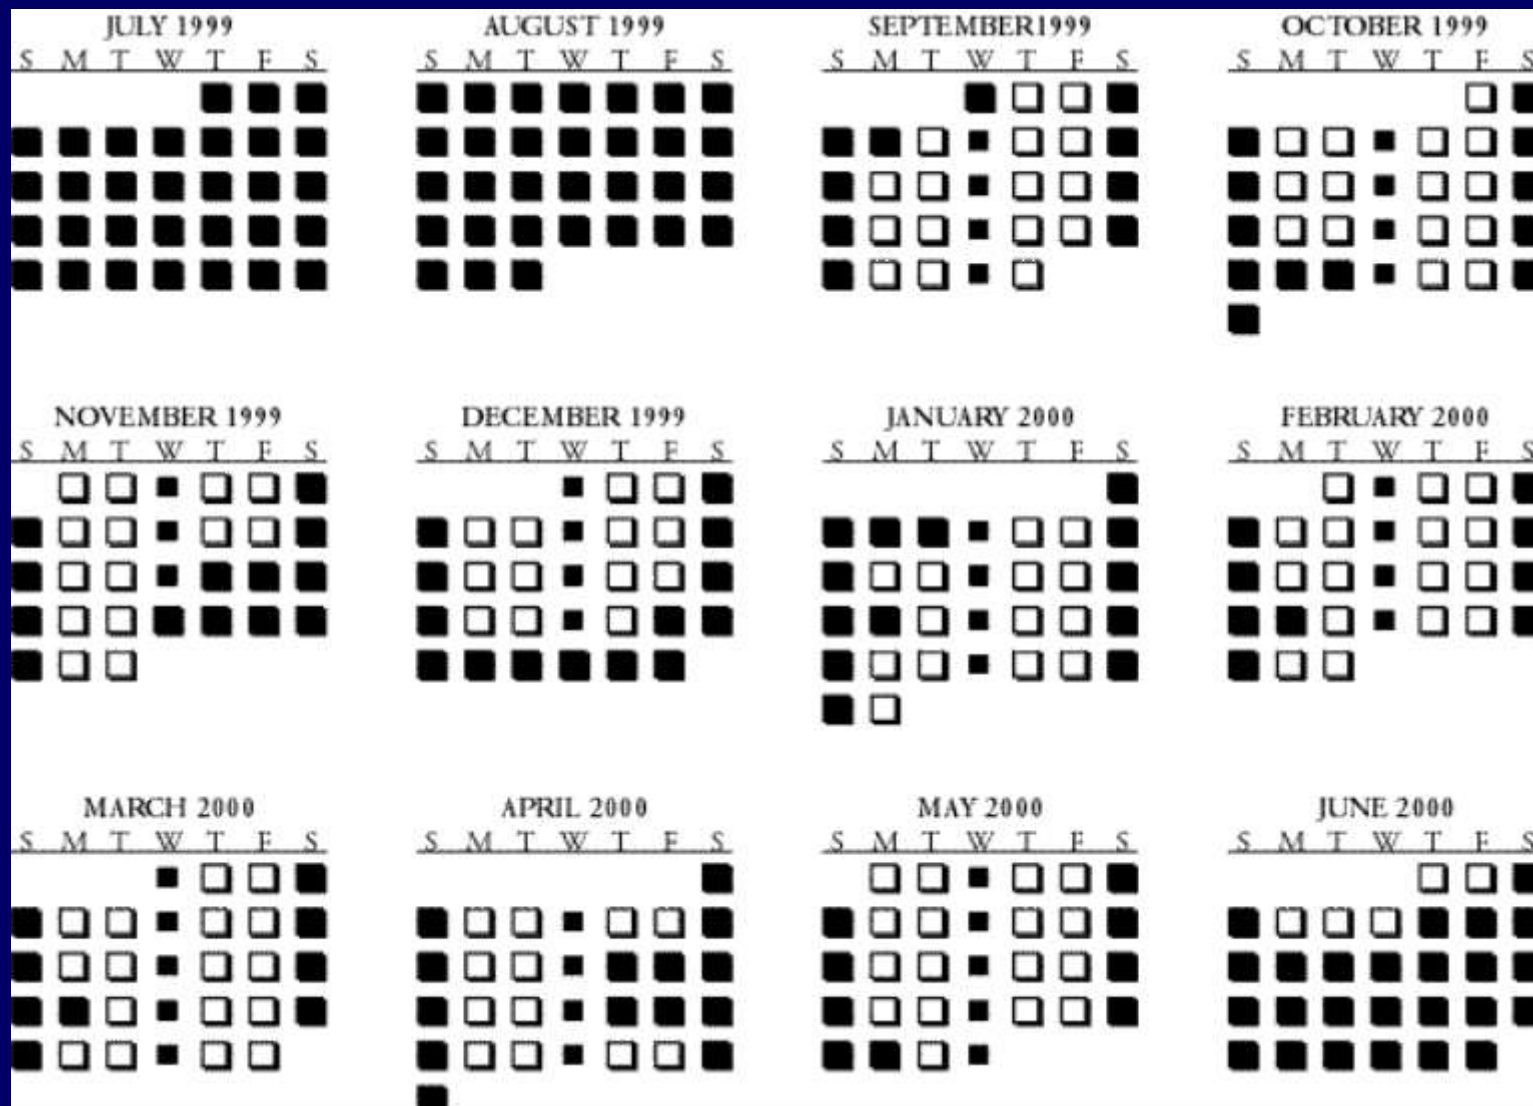 JULY 1999 AUGUST 1999 SEPTEMBER1999 OCTOBER 1999
S M T W T F S S M T W T F S S M T W T F S S M T W T F S
NOVEMBER 1999 DECEMBER 1999 JANUARY 2000 FEBRUARY 2000
S M T W T F S S M T W T F S S M T W T F S S M T W T F S
MARCH 2000 APRIL 2000 MAY 2000 JUNE 2000
S M T W T F S S M T W T F S S M T W T F S S M T W T F S